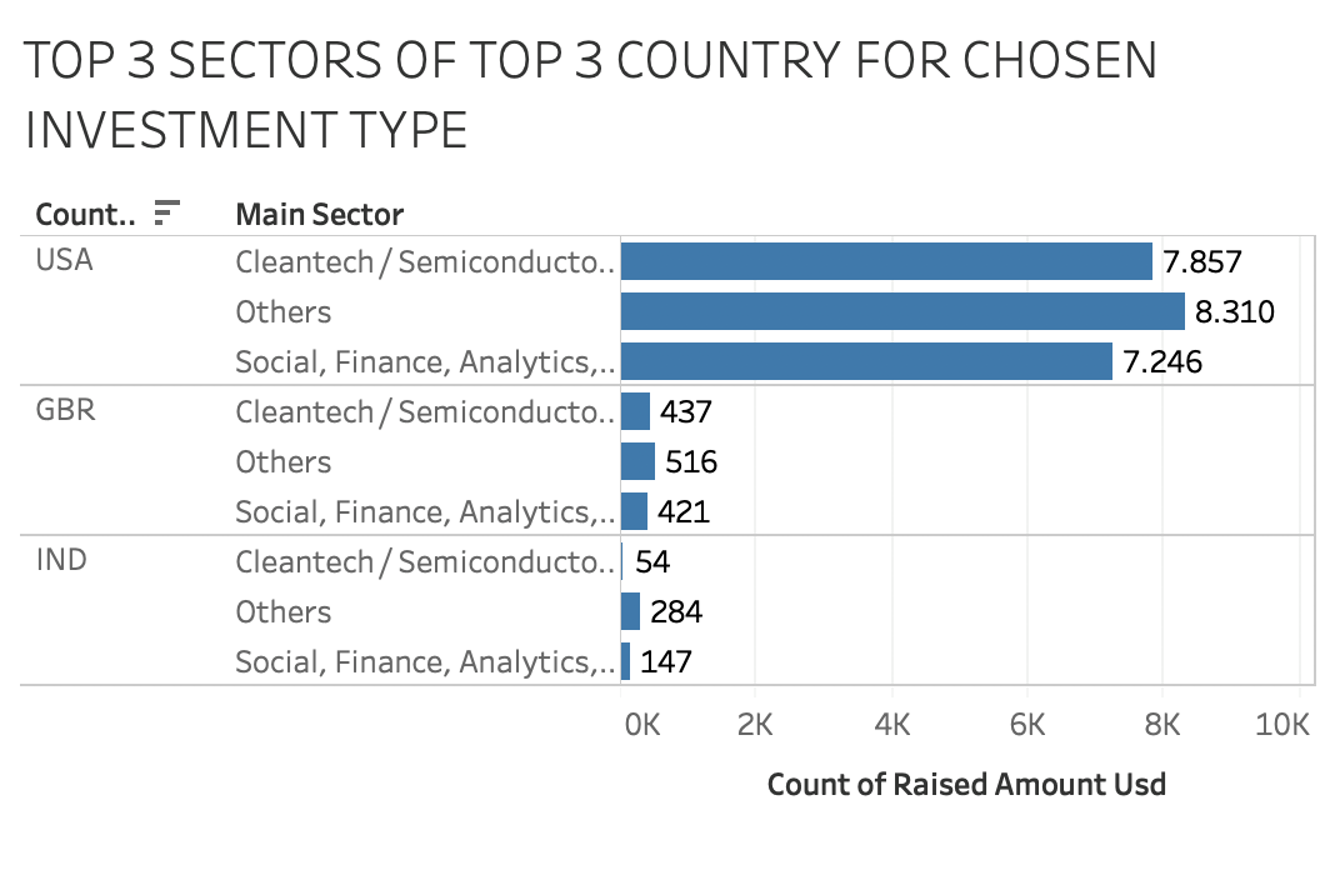 TOP 3 SECTORS OF TOP 3 COUNTRY FOR CHOSEN
INVESTMENT TYPE
Count.. Main Sector
USA Cleantech / Semiconducto.. 7.857
Others 8.310
Social, Finance, Analytics,.. 7.246
GBR Cleantech / Semiconducto.. 437
Others 516
Social, Finance, Analytics,.. 421
IND Cleantech / Semiconducto.. 54
Others 284
Social, Finance, Analytics,.. 147
0K 2K 4K 6K 8K 10K
Count of Raised Amount Usd